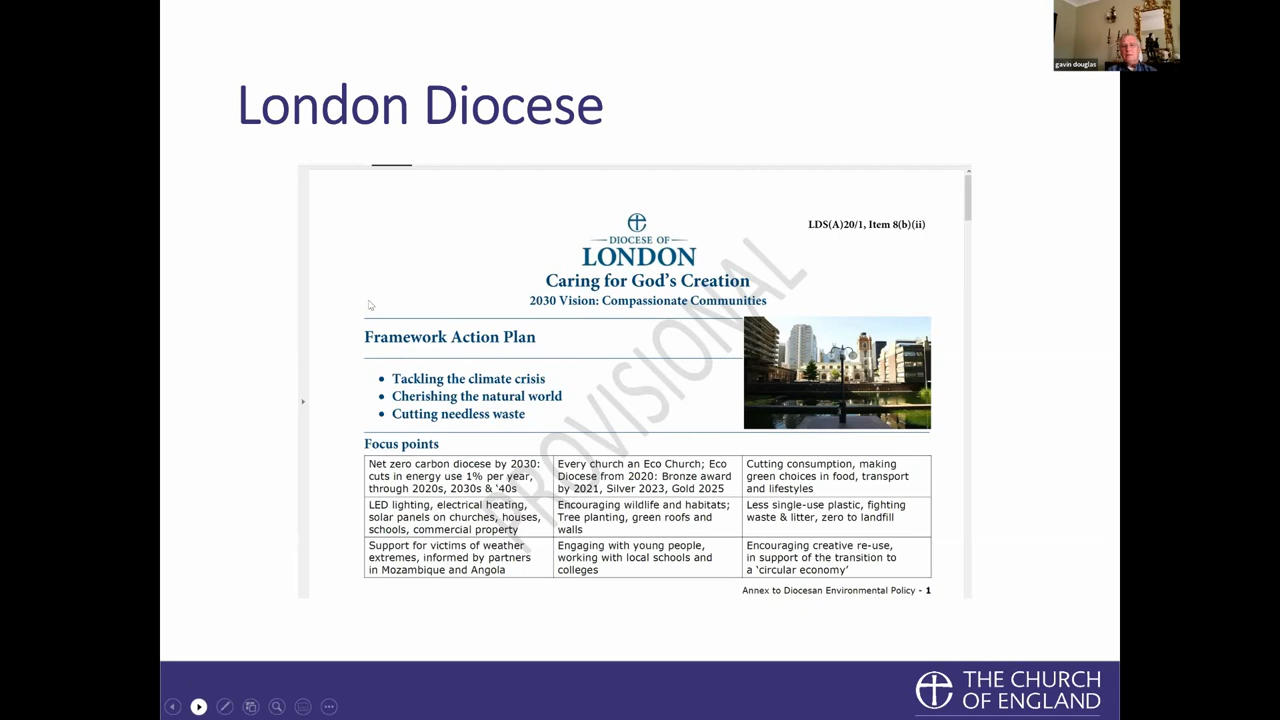 gavin douglas
London Diocese
LDS(A)20/1, Item 8(b)(ii)
DIOCESE OF
LONDON
Caring for God's Creation
2030 Vision: Compassionate Communities
PROVISIONAL
Framework Action Plan
• Tackling the climate crisis
• Cherishing the natural world
• Cutting needless waste
Focus points
Net zero carbon diocese by 2030:
cuts in energy use 1% per year,
through 2020s, 2030s & '40s
Every church an Eco Church; Eco
Diocese from 2020: Bronze award
by 2021, Silver 2023, Gold 2025
Cutting consumption, making
green choices in food, transport
and lifestyles
LED lighting, electrical heating,
solar panels on churches, houses,
schools, commercial property
Encouraging wildlife and habitats;
Tree planting, green roofs and
walls
Less single-use plastic, fighting
waste & litter, zero to landfill
Support for victims of weather
extremes, informed by partners
in Mozambique and Angola
Engaging with young people,
working with local schools and
colleges
Encouraging creative re-use,
in support of the transition to
a 'circular economy'
Annex to Diocesan Environmental Policy - 1
THE CHURCH
OF ENGLAND